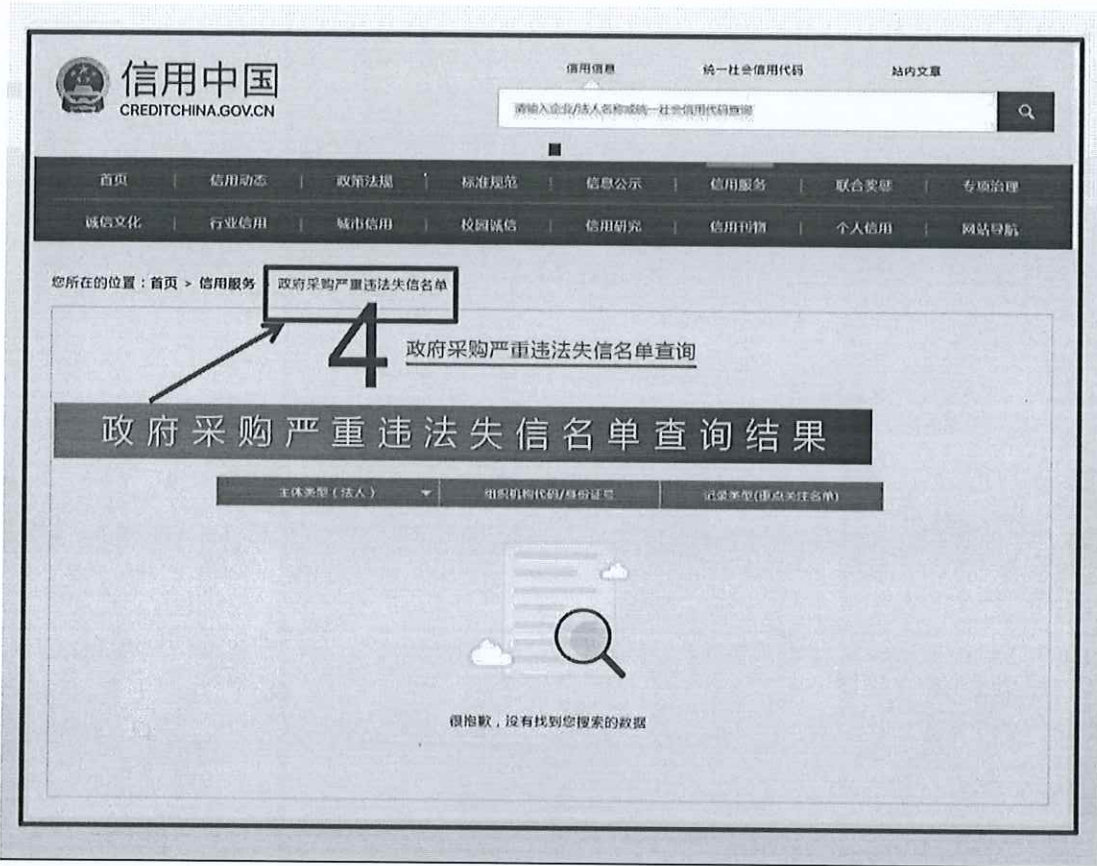 信用中国
CREDITCHINA.GOV.CN
信用信息 统一社会信用代码 站内文章
请输入企业/法人名称或统一社会信用代码查询
首页 | 信用动态 | 政策法规 | 标准规范 | 信息公示 | 信用服务 | 联合奖惩 | 专项治理
诚信文化 | 行业信用 | 城市信用 | 校园诚信 | 信用研究 | 信用刊物 | 个人信用 | 网站导航
您所在的位置：首页 > 信用服务 政府采购严重违法失信名单
4
政府采购严重违法失信名单查询
政府采购严重违法失信名单查询结果
主体类型（法人） 组织机构代码/身份证号 记录类型(重点关注名单)
很抱歉，没有找到您搜索的数据